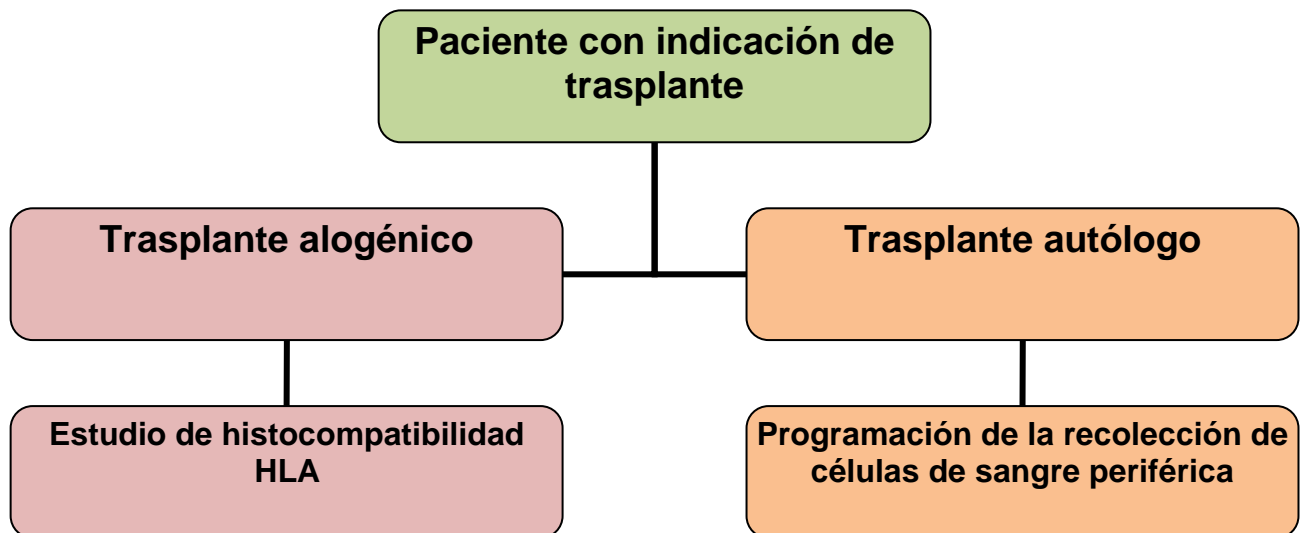 Paciente con indicación de
trasplante
Trasplante alogénico
Trasplante autólogo
Estudio de histocompatibilidad
HLA
Programación de la recolección de
células de sangre periférica